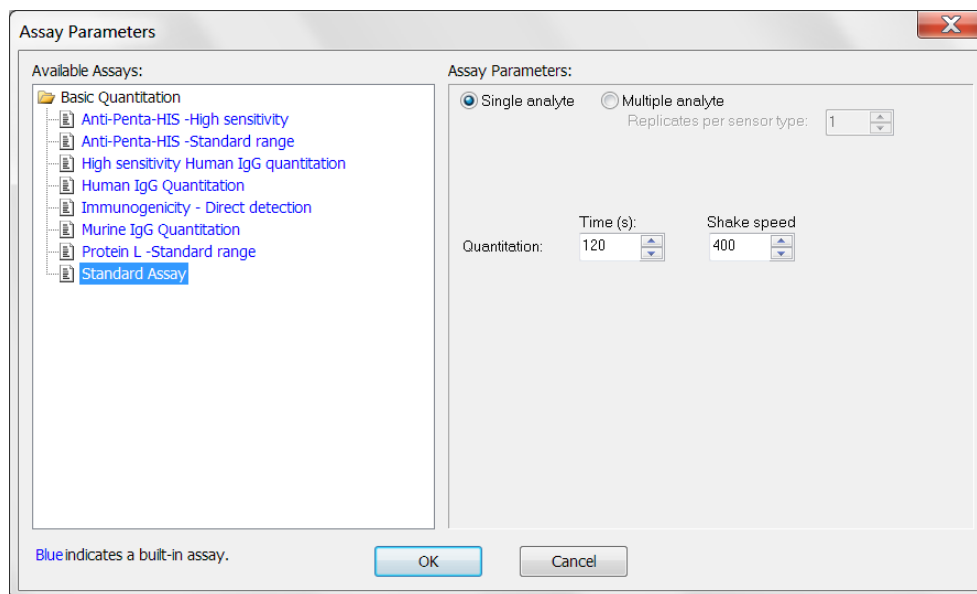 Assay Parameters
Available Assays:
Basic Quantitation
Anti-Penta-HIS -High sensitivity
Anti-Penta-HIS -Standard range
High sensitivity Human IgG quantitation
Human IgG Quantitation
Immunogenicity - Direct detection
Murine IgG Quantitation
Protein L -Standard range
Standard Assay
Blue indicates a built-in assay.
Assay Parameters:
Single analyte Multiple analyte
Replicates per sensor type: 1
Time (s): Shake speed
Quantitation: 120 400
OK Cancel